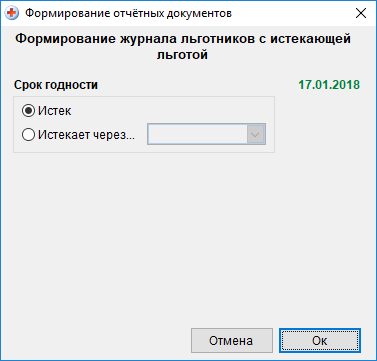 Формирование отчётных документов
Формирование журнала льготников с истекающей
льготой
Срок годности 17.01.2018
Истек
Истекает через...
Отмена Ок